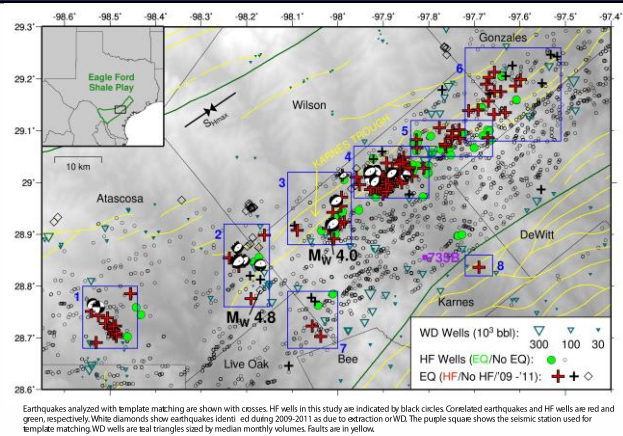 -98.6° -98.5° -98.4° -98.3° -98.2° -98.1° -98° -97.9° -97.8° -97.7° -97.6° -97.5° -97.4°
29.3°
Gonzales
Eagle Ford
Shale Play
6
29.2°
Wilson
SHmax
KARNES TROUGH
29.1°
5
10 km
4
29°
3
Atascosa
28.9°
2
DeWitt
735B
MW 4.0
8
28.8°
1
Karnes
MW 4.8
WD Wells (10³ bbl):
300 100 30
28.7°
HF Wells (EQ/No EQ):
7
Live Oak
Bee
EQ (HF/No HF/'09 -'11):
28.6°
Earthquakes analyzed with template matching are shown with crosses. HF wells in this study are indicated by black circles. Correlated earthquakes and HF wells are red and
green, respectively. White diamonds show earthquakes identi ed during 2009-2011 as due to extraction or WD. The purple square shows the seismic station used for
template matching. WD wells are teal triangles sized by median monthly volumes. Faults are in yellow.